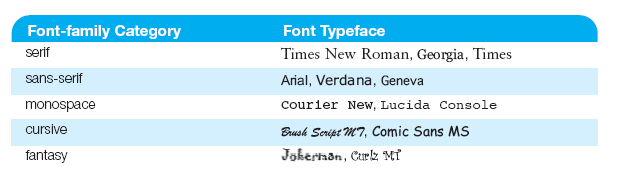 Font-family Category Font Typeface
serif Times New Roman, Georgia, Times
sans-serif Arial, Verdana, Geneva
monospace Courier New, Lucida Console
cursive Brush Script MT, Comic Sans MS
fantasy Jokerman, Curlz MT